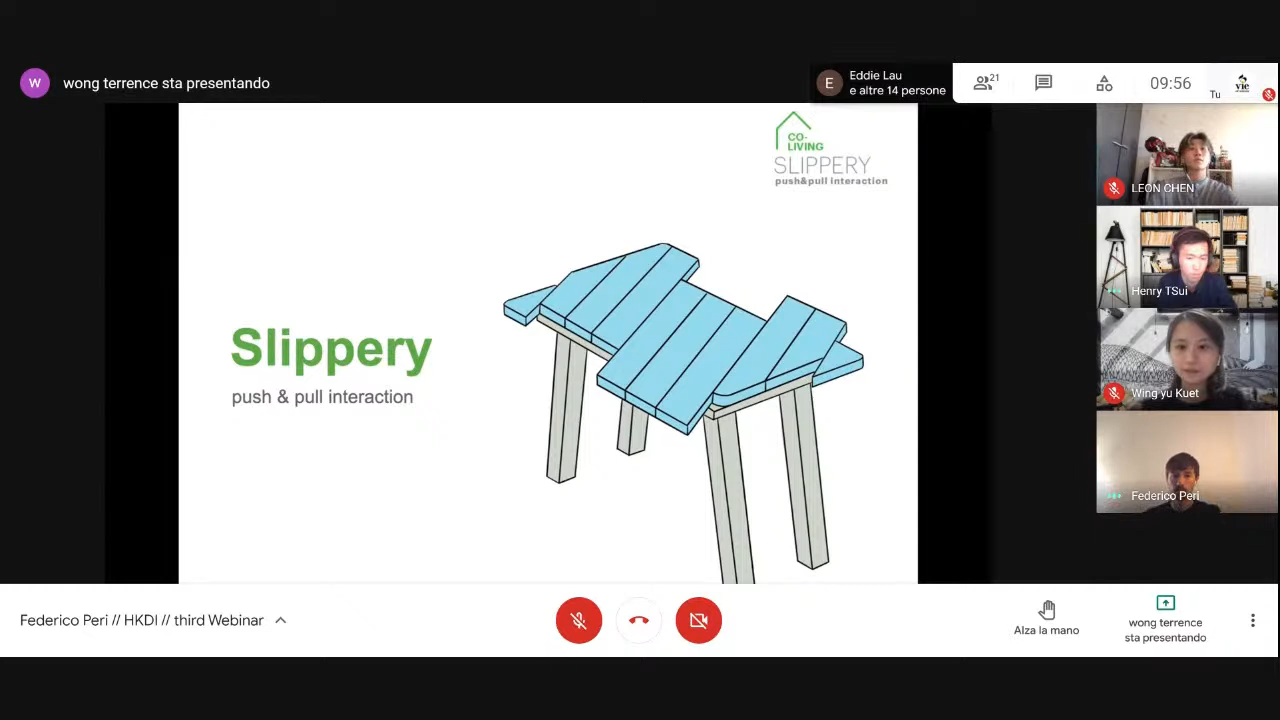 W
wong terrence sta presentando
E
Eddie Lau
e altre 14 persone
21
09:56
Tu
vie
CO-
LIVING
SLIPPERY
push&pull interaction
LEON CHEN
Henry TSui
Slippery
push & pull interaction
Wing yu Kuet
Federico Peri
Federico Peri // HKDI // third Webinar
Alza la mano
wong terrence
sta presentando